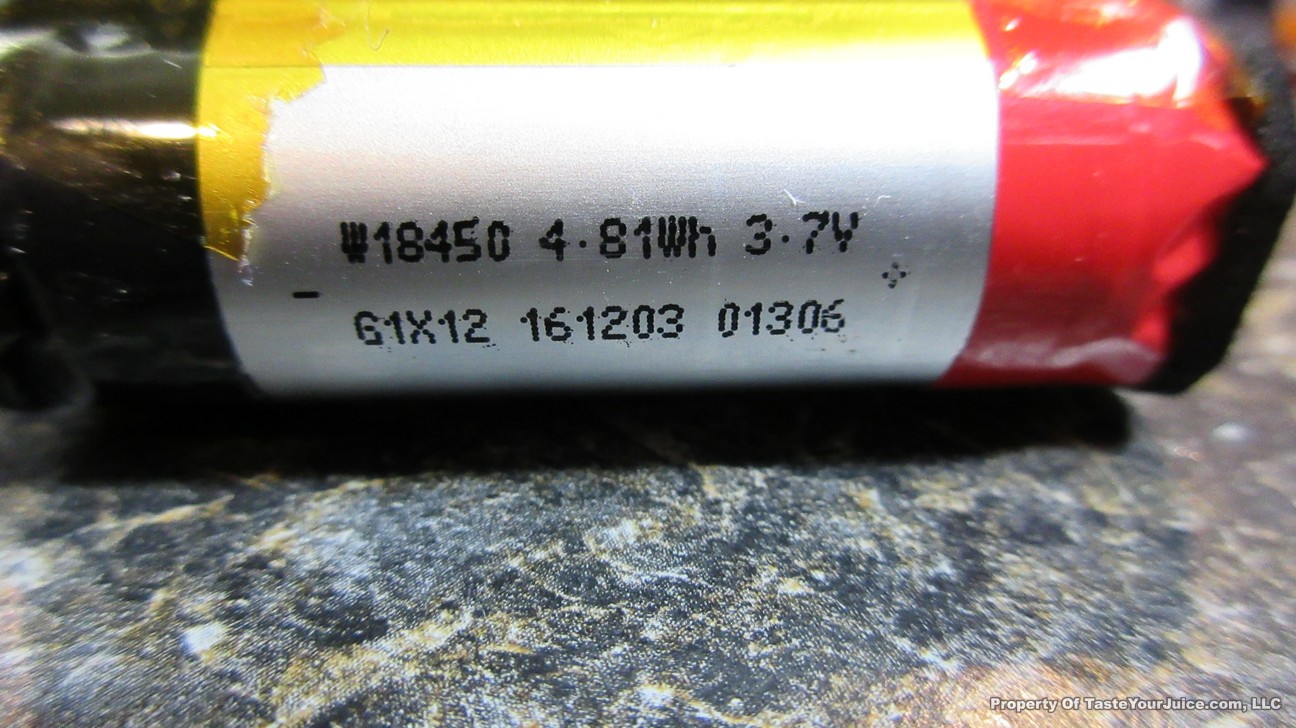 W18450 4.81Wh 3.7V
- +
G1X12 161203 01306
Property Of TasteYourJuice.com, LLC